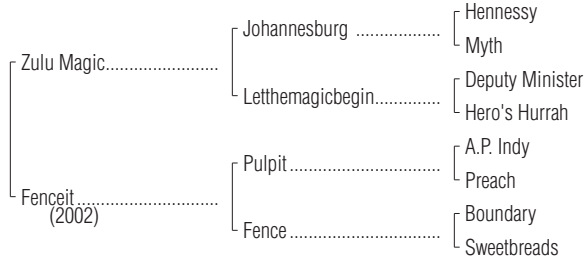 Hennessy
Johannesburg ....................
Myth
Zulu Magic...........................
Deputy Minister
Letthemagicbegin................
Hero's Hurrah
A.P. Indy
Pulpit ....................................
Preach
Fenceit ..................................
(2002)
Boundary
Fence ....................................
Sweetbreads